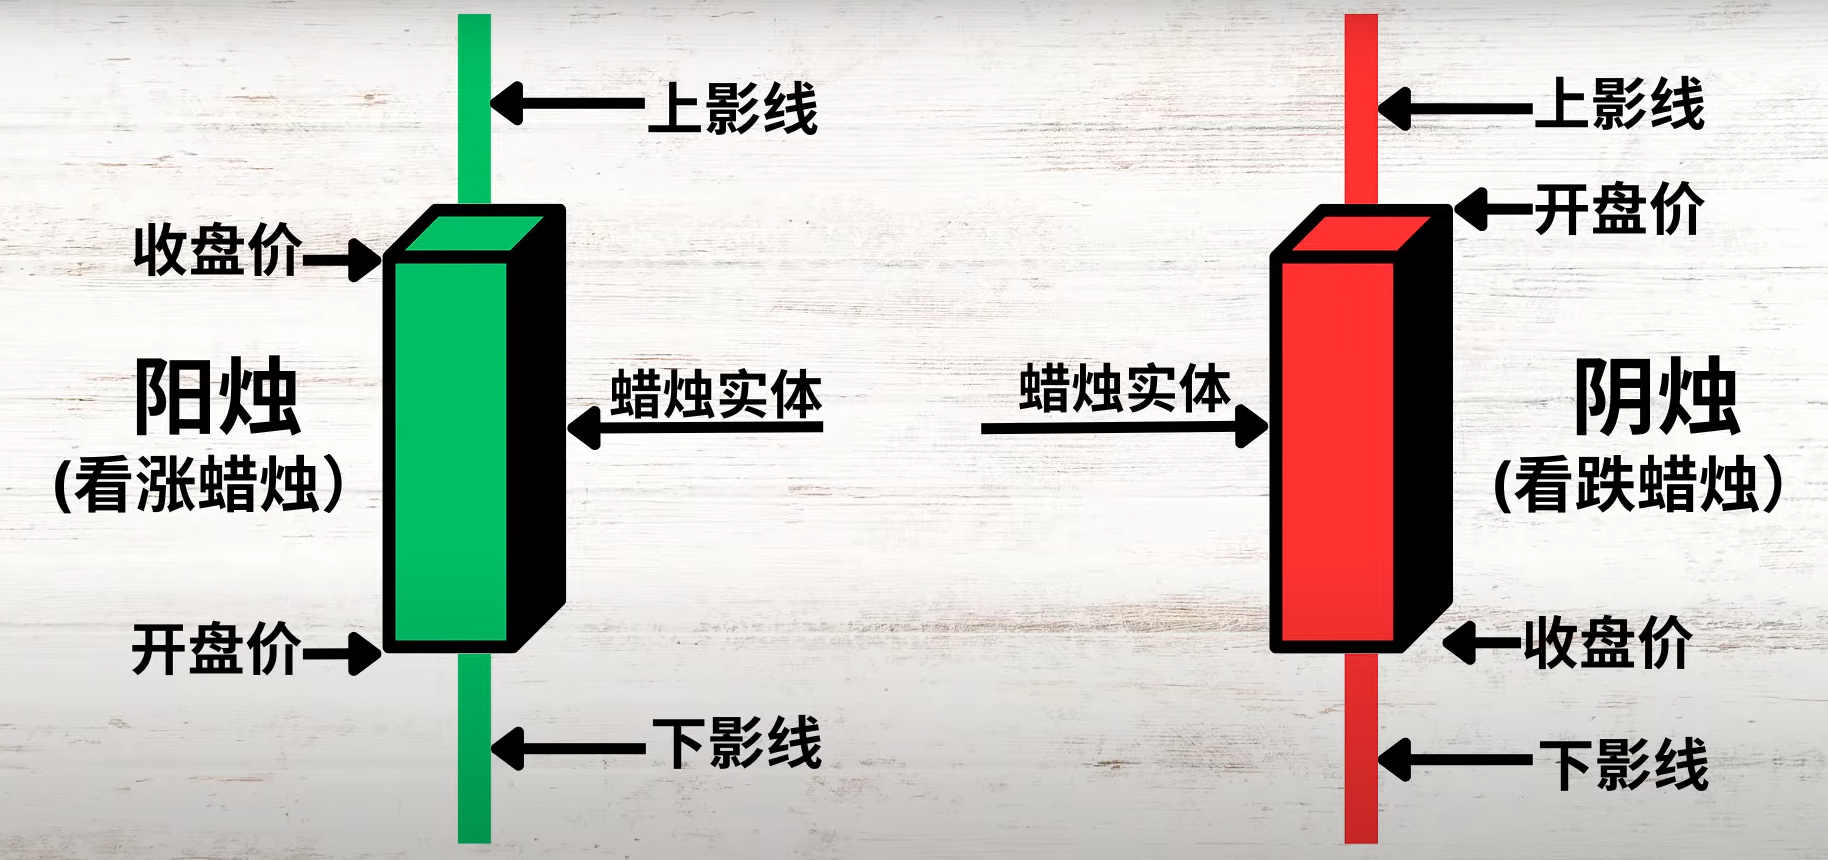 上影线
收盘价
阳烛
(看涨蜡烛）
蜡烛实体
开盘价
下影线
上影线
开盘价
蜡烛实体
阴烛
(看跌蜡烛）
收盘价
下影线